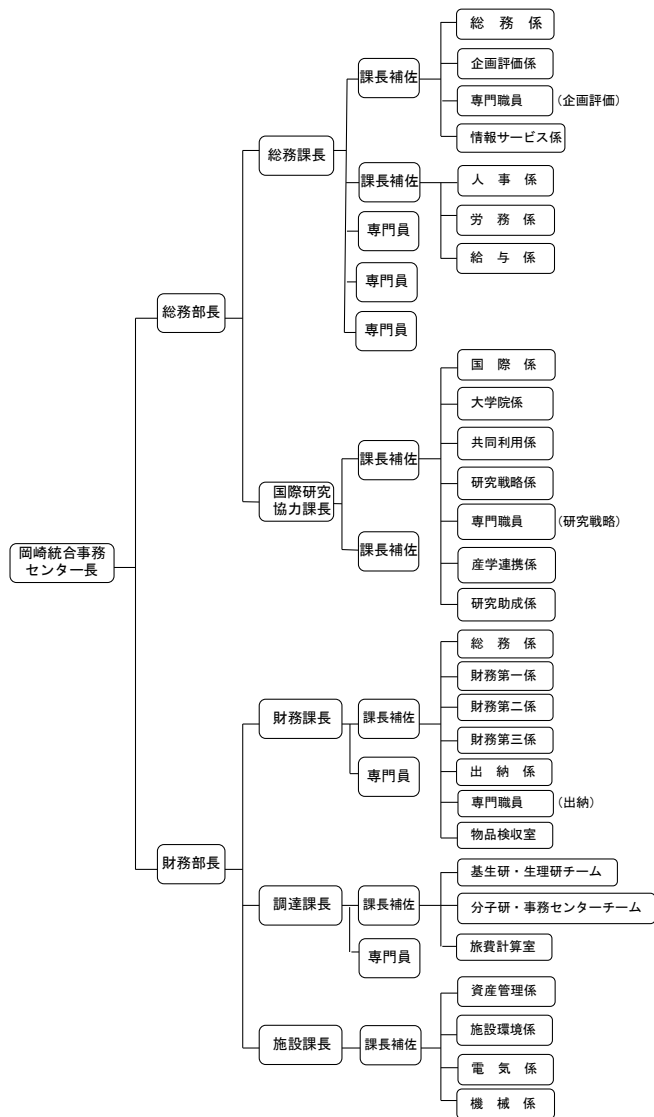 岡崎統合事務
センター長
総務部長
総務課長
課長補佐
総 務 係
企画評価係
専門職員 (企画評価)
情報サービス係
課長補佐
人 事 係
労 務 係
給 与 係
専門員
専門員
専門員
国際研究
協力課長
課長補佐
国 際 係
大学院係
共同利用係
研究戦略係
専門職員 (研究戦略)
産学連携係
研究助成係
課長補佐
財務部長
財務課長
課長補佐
総 務 係
財務第一係
財務第二係
財務第三係
出 納 係
専門職員 (出納)
物品検収室
専門員
調達課長
課長補佐
基生研・生理研チーム
分子研・事務センターチーム
旅費計算室
専門員
施設課長
課長補佐
資産管理係
施設環境係
電 気 係
機 械 係